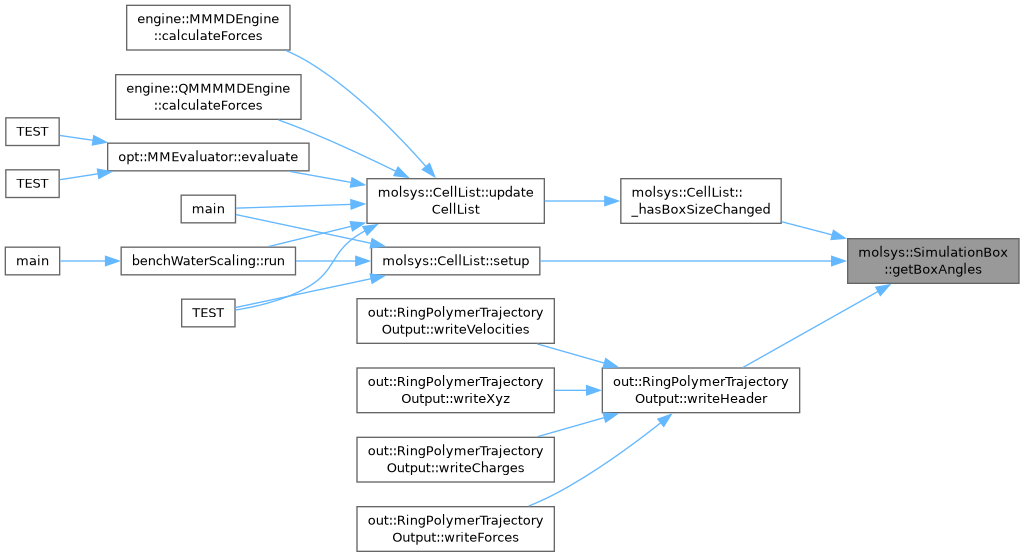 engine::MMMDEngine
::calculateForces
engine::QMMMMDEngine
::calculateForces
TEST
opt::MMEvaluator::evaluate
TEST
main
molsys::CellList::update
CellList
molsys::CellList::
_hasBoxSizeChanged
main
benchWaterScaling::run
molsys::CellList::setup
molsys::SimulationBox
::getBoxAngles
TEST
out::RingPolymerTrajectory
Output::writeVelocities
out::RingPolymerTrajectory
Output::writeXyz
out::RingPolymerTrajectory
Output::writeHeader
out::RingPolymerTrajectory
Output::writeCharges
out::RingPolymerTrajectory
Output::writeForces